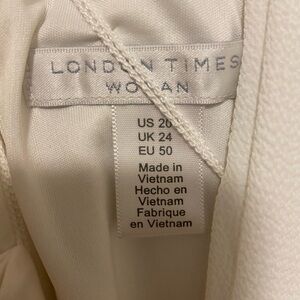 LONDON TIMES
WOMAN
US 20
UK 24
EU 50
Made in
Vietnam
Hecho en
Vietnam
Fabrique
en Vietnam